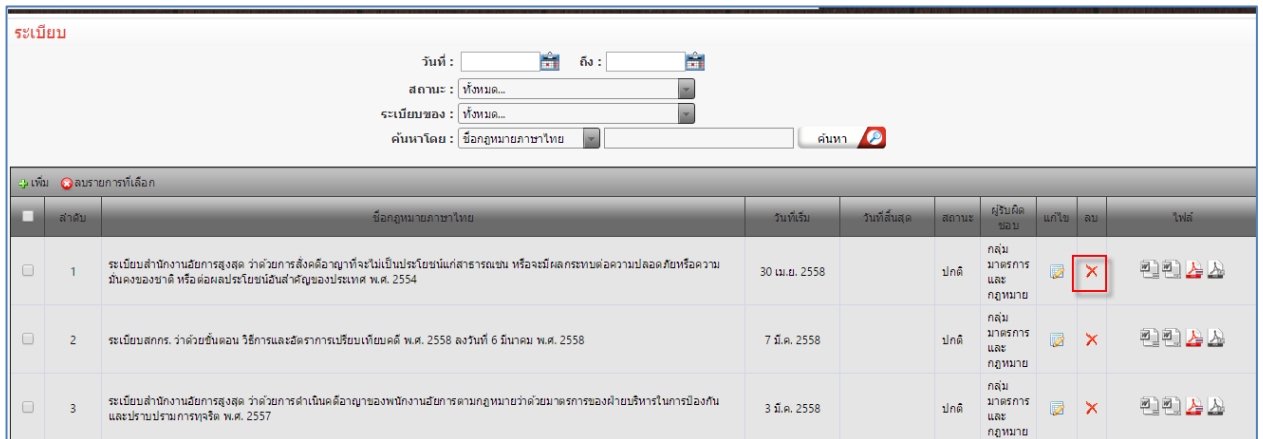 ระเบียบ
วันที่ : ถึง :
สถานะ : ทั้งหมด...
ระเบียบของ : ทั้งหมด...
ค้นหาโดย : ชื่อกฎหมายภาษาไทย ค้นหา
เพิ่ม ลบรายการที่เลือก
ลำดับ ชื่อกฎหมายภาษาไทย วันที่เริ่ม วันที่สิ้นสุด สถานะ ผู้รับผิด แก้ไข ลบ ไฟล์
ชอบ
1 ระเบียบสำนักงานอัยการสูงสุด ว่าด้วยการสั่งคดีอาญาที่จะไม่เป็นประโยชน์แก่สาธารณชน หรือจะมีผลกระทบต่อความปลอดภัยหรือความ
มั่นคงของชาติ หรือต่อผลประโยชน์อันสำคัญของประเทศ พ.ศ. 2554
30 เม.ย. 2558 ปกติ
กลุ่ม
มาตรการ
และ
กฎหมาย
2 ระเบียบสกกร. ว่าด้วยขั้นตอน วิธีการและอัตราการเปรียบเทียบคดี พ.ศ. 2558 ลงวันที่ 6 มีนาคม พ.ศ. 2558
7 มี.ค. 2558 ปกติ
กลุ่ม
มาตรการ
และ
กฎหมาย
3 ระเบียบสำนักงานอัยการสูงสุด ว่าด้วยการดำเนินคดีอาญาของพนักงานอัยการตามกฎหมายว่าด้วยมาตรการของฝ่ายบริหารในการป้องกัน
และปราบปรามการทุจริต พ.ศ. 2557
3 มี.ค. 2558 ปกติ
กลุ่ม
มาตรการ
และ
กฎหมาย